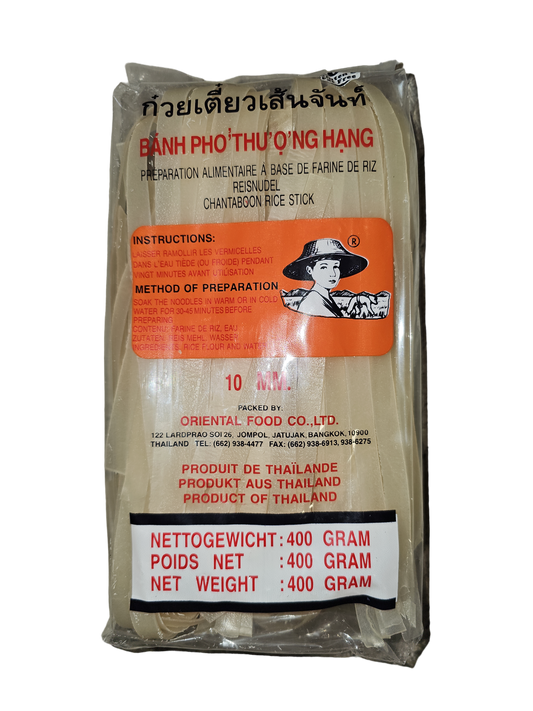 ก๋วยเตี๋ยวเส้นจันท์
BÁNH PHỞ THƯỢNG HẠNG
PREPARATION ALIMENTAIRE Á BASE DE FARINE DE RIZ
REISNUDEL
CHANTABOON RICE STICK
INSTRUCTIONS:
LAISSER RAMOLLIR LES VERMICELLES
DANS L'EAU TIÈDE (OU FROIDE) PENDANT
VINGT MINUTES AVANT UTILISATION
METHOD OF PREPARATION
SOAK THE NOODLES IN WARM OR IN COLD
WATER FOR 30-45 MINUTES BEFORE
PREPARING
CONTENU: FARINE DE RIZ, EAU
ZUTATEN: REIS MEHL, WASSER
INGREDIENTS: RICE FLOUR AND WATER
®
10 MM.
PACKED BY.
ORIENTAL FOOD CO.,LTD.
122 LARDPRAO SOI 26, JOMPOL, JATUJAK, BANGKOK, 10900
THAILAND TEL: (662) 938-4477 FAX: (662) 938-6913, 938-6275
PRODUIT DE THAÏLANDE
PRODUKT AUS THAILAND
PRODUCT OF THAILAND
NETTOGEWICHT : 400 GRAM
POIDS NET : 400 GRAM
NET WEIGHT : 400 GRAM